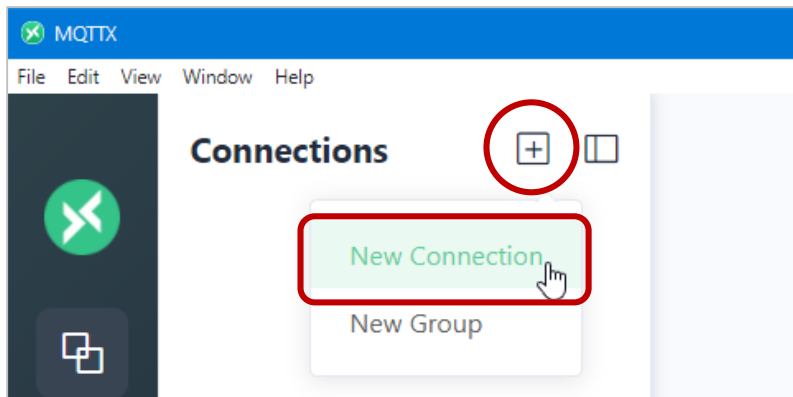 MQTTX
File Edit View Window Help
Connections
New Connection
New Group